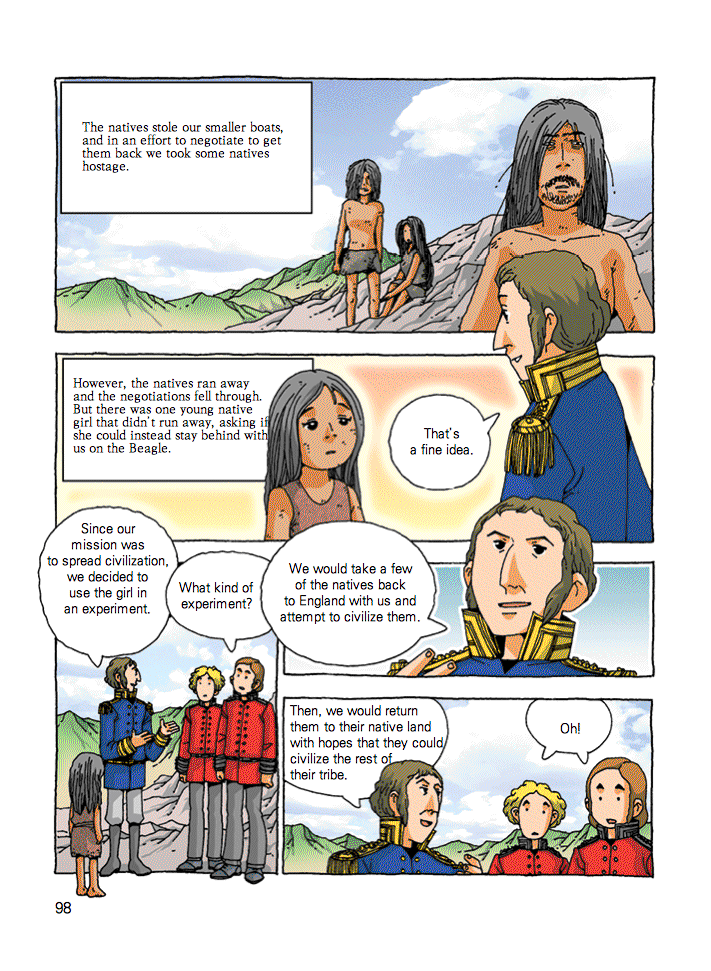 The natives stole our smaller boats,
and in an effort to negotiate to get
them back we took some natives
hostage.
However, the natives ran away
and the negotiations fell through.
But there was one young native
girl that didn't run away, asking if
she could instead stay behind with
us on the Beagle.
That's
a fine idea.
Since our
mission was
to spread civilization,
we decided to
use the girl in
an experiment.
What kind of
experiment?
We would take a few
of the natives back
to England with us and
attempt to civilize them.
Then, we would return
them to their native land
with hopes that they could
civilize the rest of
their tribe.
Oh!
98